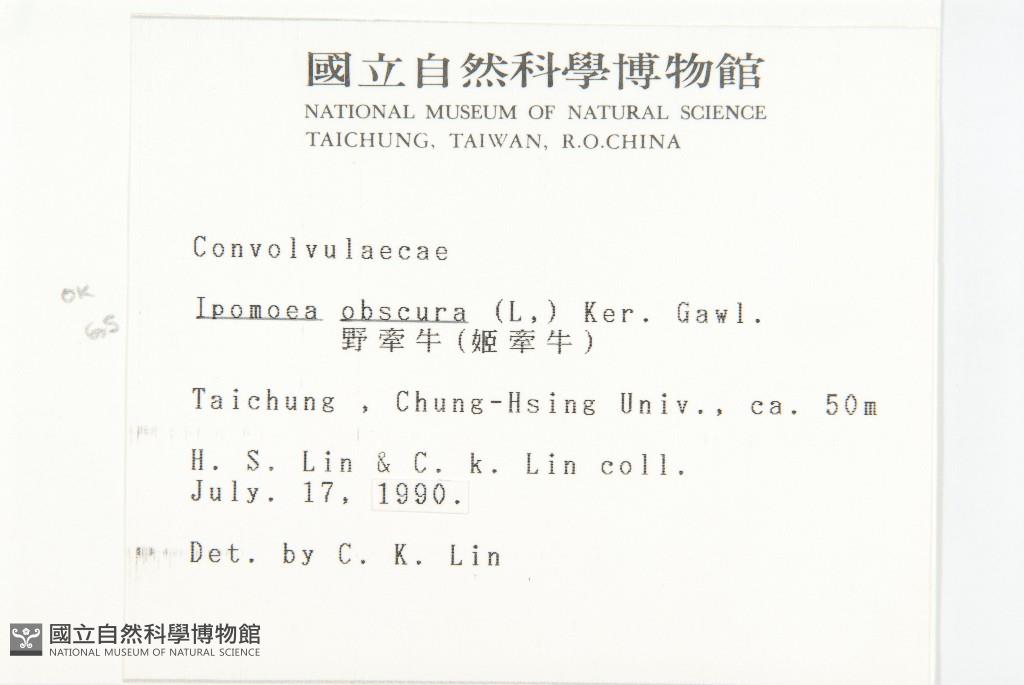 國立自然科學博物館
NATIONAL MUSEUM OF NATURAL SCIENCE
TAICHUNG, TAIWAN, R.O.CHINA
Convolvulaecae
OK
Ipomoea obscura (L,) Ker. Gawl.
野牽牛(姬牽牛)
Taichung , Chung-Hsing Univ., ca. 50m
H. S. Lin & C. k. Lin coll.
July. 17, 1990.
Det. by C. K. Lin
國立自然科學博物館
NATIONAL MUSEUM OF NATURAL SCIENCE